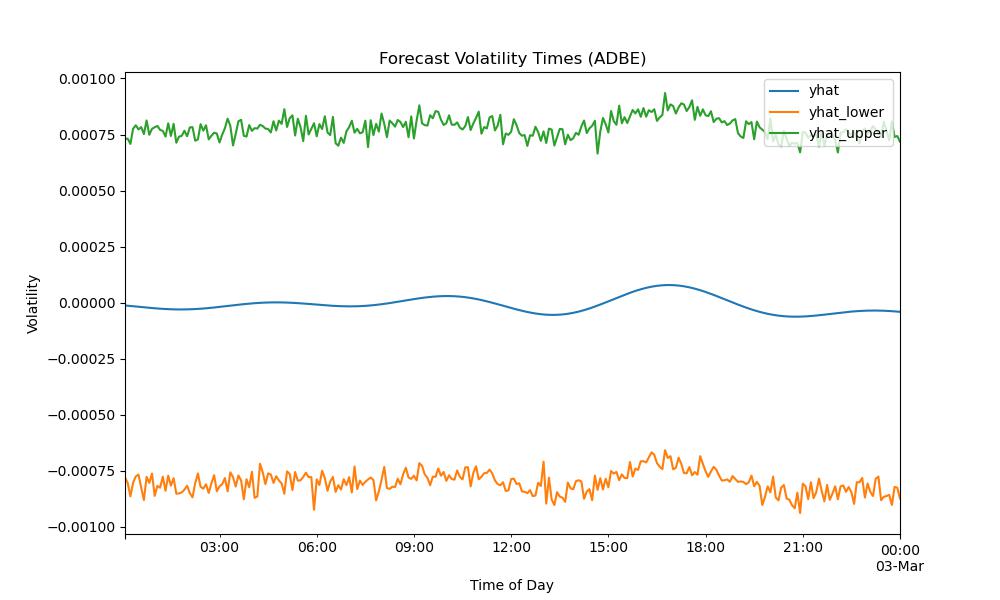 Forecast Volatility Times (ADBE)
yhat
yhat_lower
yhat_upper
0.00100
0.00075
0.00050
0.00025
0.00000
−0.00025
−0.00050
−0.00075
−0.00100
Volatility
03:00
06:00
09:00
12:00
15:00
18:00
21:00
00:00
03-Mar
Time of Day